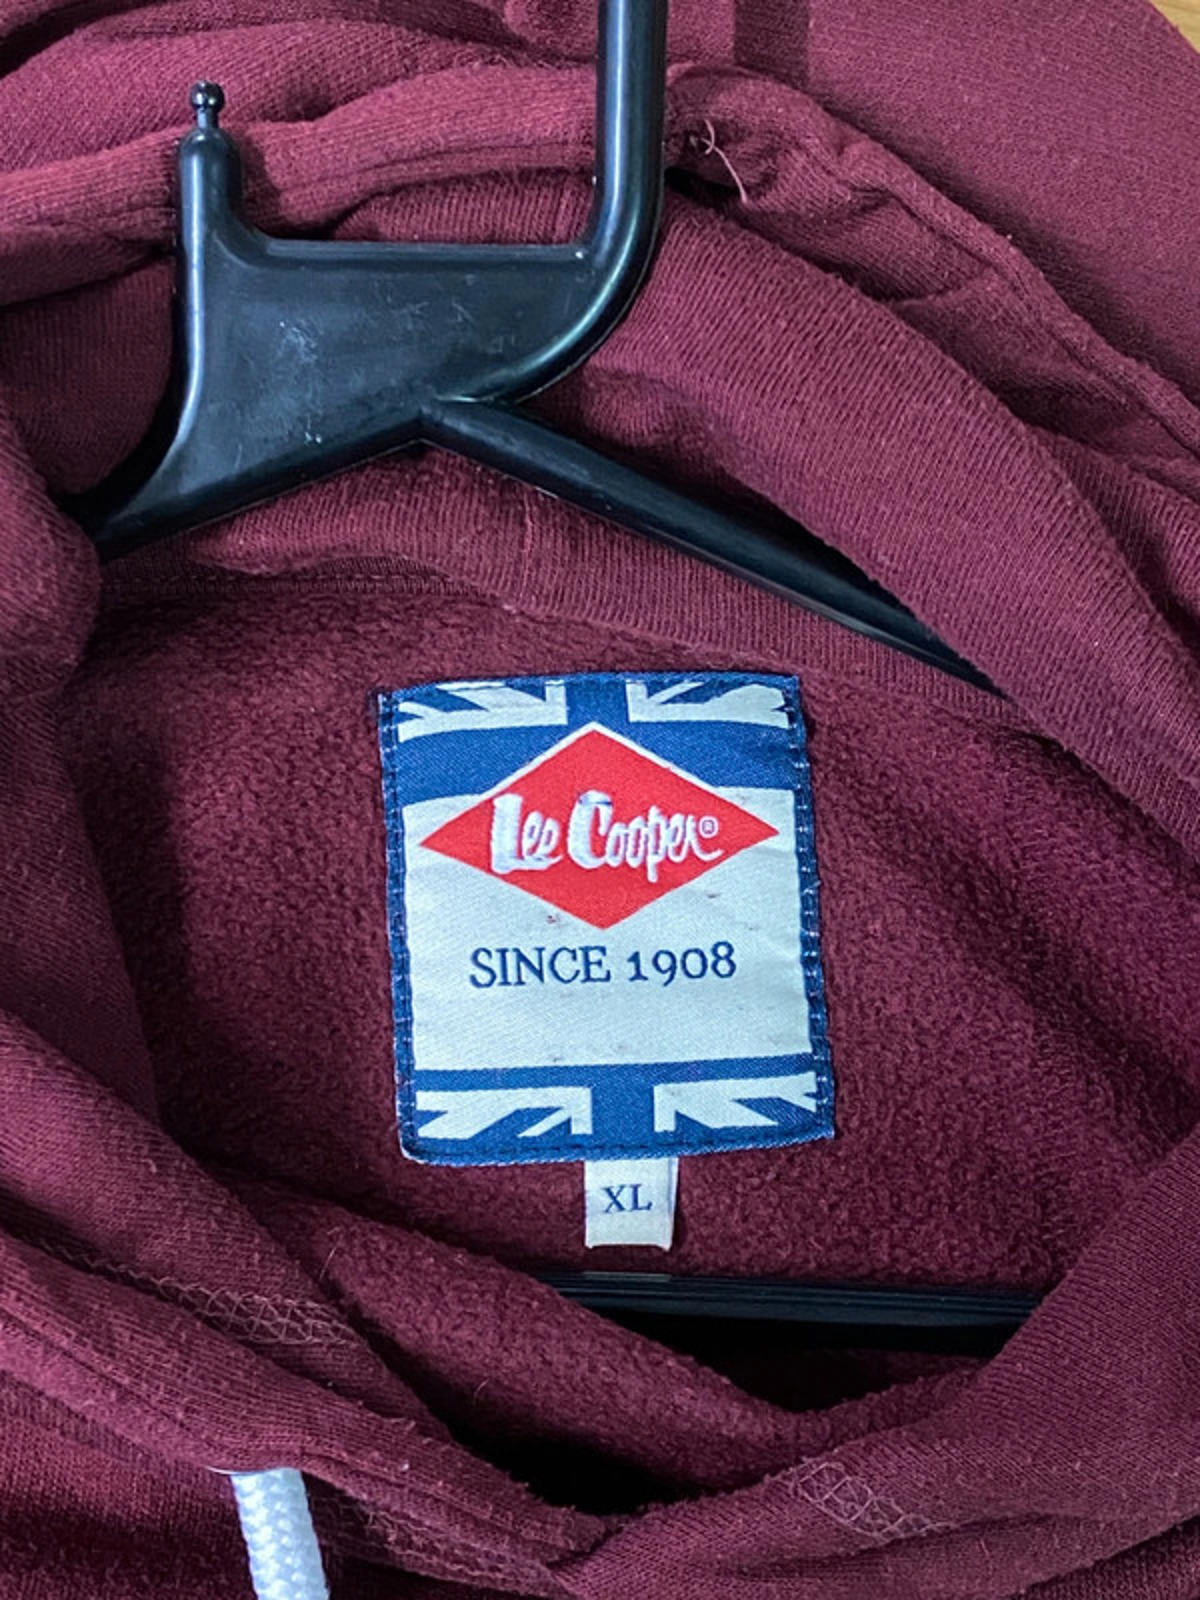 Lee Cooper®
SINCE 1908
XL